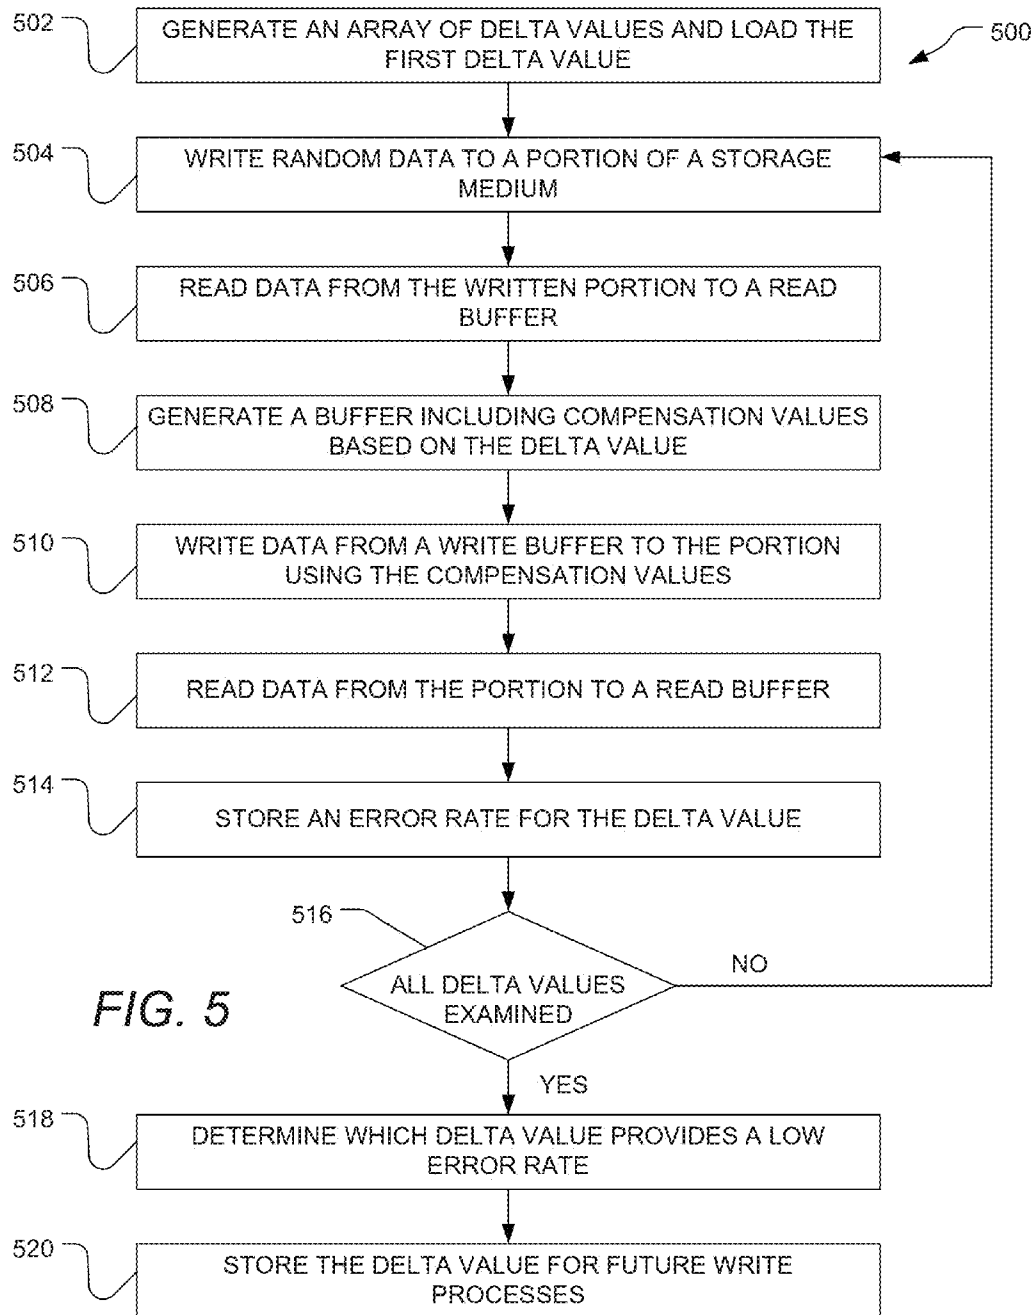 502
GENERATE AN ARRAY OF DELTA VALUES AND LOAD THE
FIRST DELTA VALUE
500
504
WRITE RANDOM DATA TO A PORTION OF A STORAGE
MEDIUM
506
READ DATA FROM THE WRITTEN PORTION TO A READ
BUFFER
508
GENERATE A BUFFER INCLUDING COMPENSATION VALUES
BASED ON THE DELTA VALUE
510
WRITE DATA FROM A WRITE BUFFER TO THE PORTION
USING THE COMPENSATION VALUES
512
READ DATA FROM THE PORTION TO A READ BUFFER
514
STORE AN ERROR RATE FOR THE DELTA VALUE
516
ALL DELTA VALUES
EXAMINED
NO
FIG. 5
YES
518
DETERMINE WHICH DELTA VALUE PROVIDES A LOW
ERROR RATE
520
STORE THE DELTA VALUE FOR FUTURE WRITE
PROCESSES